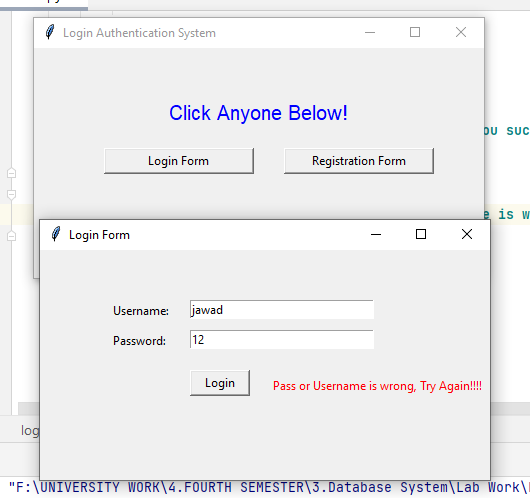 Login Authentication System
Click Anyone Below!
ou suc
Login Form
Registration Form
e is w
Login Form
Username:
jawad
Password:
12
Login
Pass or Username is wrong, Try Again!!!!
log
"F:\UNIVERSITY WORK\4.FOURTH SEMESTER\3.Database System\Lab Work\